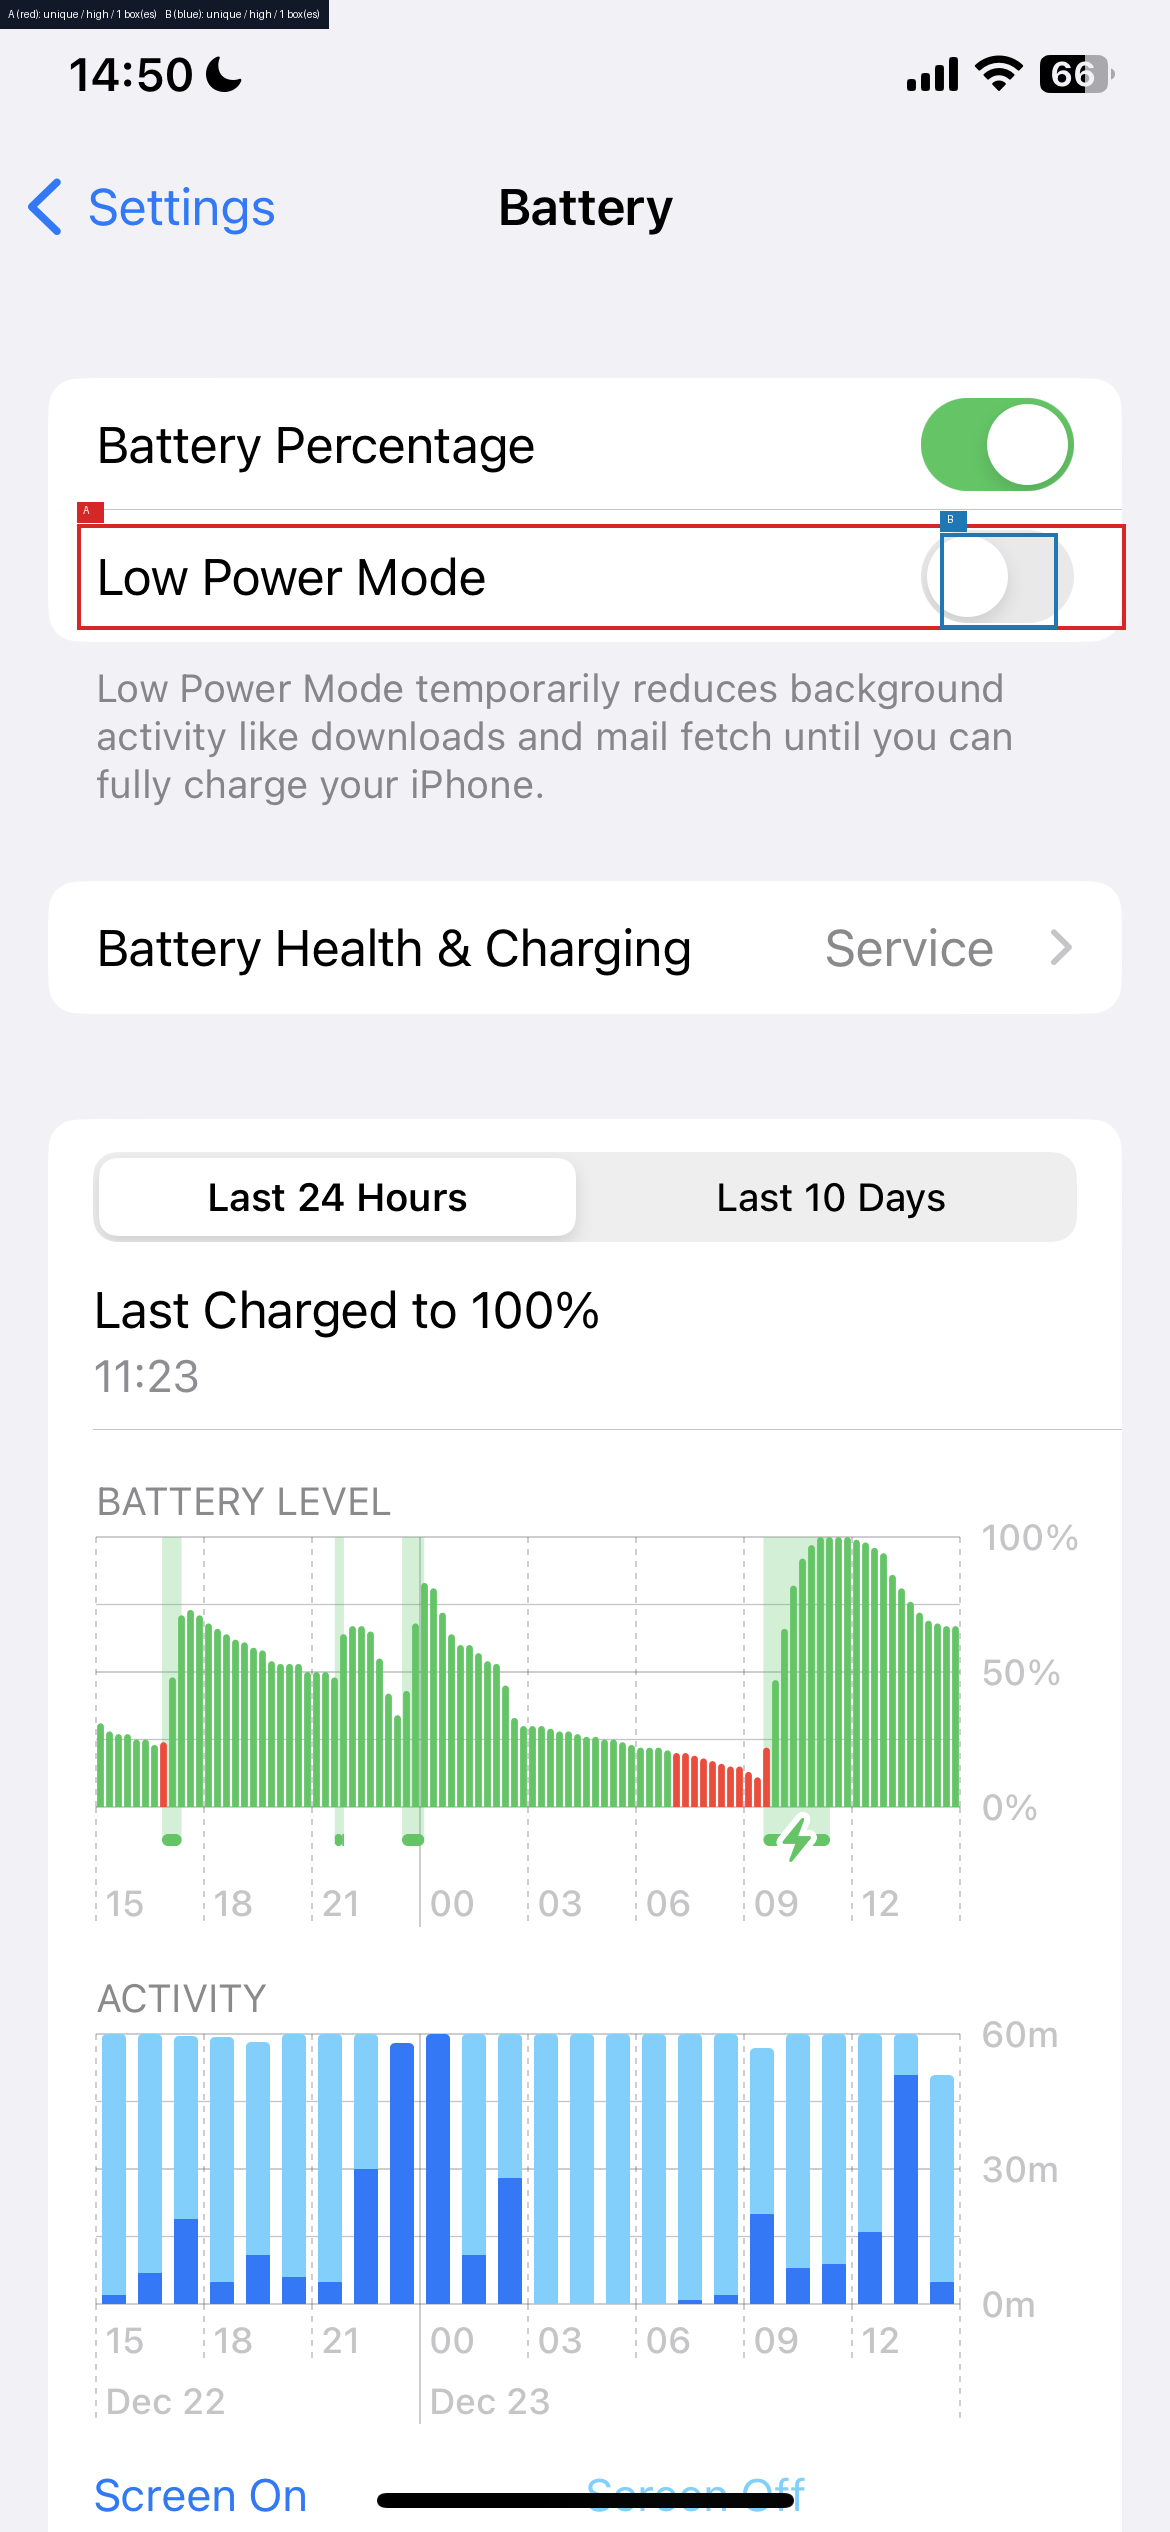 A (red): unique / high / 1 box(es) B (blue): unique / high / 1 box(es)
14:50 66
Settings Battery
Battery Percentage
A
B
Low Power Mode
Low Power Mode temporarily reduces background
activity like downloads and mail fetch until you can
fully charge your iPhone.
Battery Health & Charging Service
Last 24 Hours Last 10 Days
Last Charged to 100%
11:23
BATTERY LEVEL
100%
50%
0%
15 18 21 00 03 06 09 12
ACTIVITY
60m
30m
0m
15 18 21 00 03 06 09 12
Dec 22 Dec 23
Screen On Screen Off